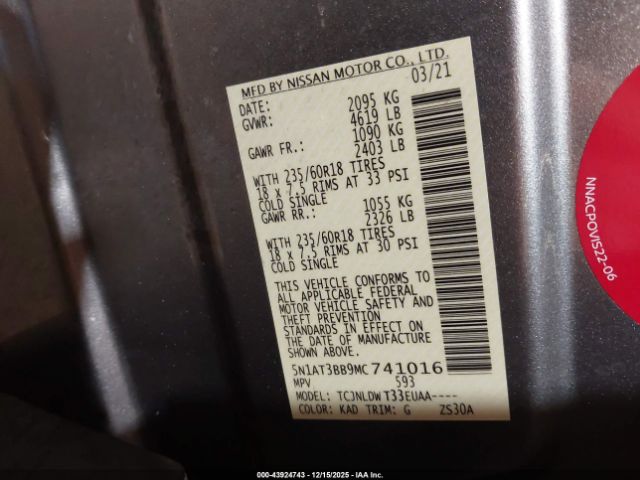 MFD BY NISSAN MOTOR CO., LTD.
DATE: 03/21
GVWR: 2095 KG
4619 LB
GAWR FR.: 1090 KG
2403 LB
WITH 235/60R18 TIRES
18 x 7.5 RIMS AT 33 PSI
COLD SINGLE
GAWR RR.: 1055 KG
2326 LB
WITH 235/60R18 TIRES
18 x 7.5 RIMS AT 30 PSI
COLD SINGLE
THIS VEHICLE CONFORMS TO
ALL APPLICABLE FEDERAL
MOTOR VEHICLE SAFETY AND
THEFT PREVENTION
STANDARDS IN EFFECT ON
THE DATE OF MANUFACTURE
SHOWN ABOVE.
5N1AT3BB9MC741016
MPV 593
MODEL: TCJNLDWT33EUAA----
COLOR: KAD TRIM: G ZS30A
NNACPOVIS22-06
000-43924743 - 12/15/2025 - IAA Inc.